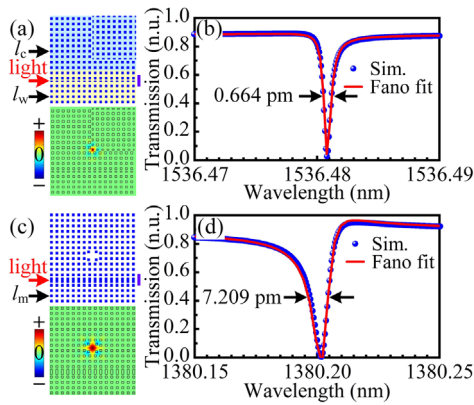 (a)
l_c
light
l_w
+
0
−
(b)
Transmission (n.u.)
1.0
0.8
0.6
0.4
0.2
0.0
0.664 pm
Sim.
Fano fit
1536.47 1536.48 1536.49
Wavelength (nm)
(c)
light
l_m
+
0
−
(d)
Transmission (n.u.)
1.0
0.8
0.6
0.4
0.2
0.0
7.209 pm
Sim.
Fano fit
1380.15 1380.20 1380.25
Wavelength (nm)